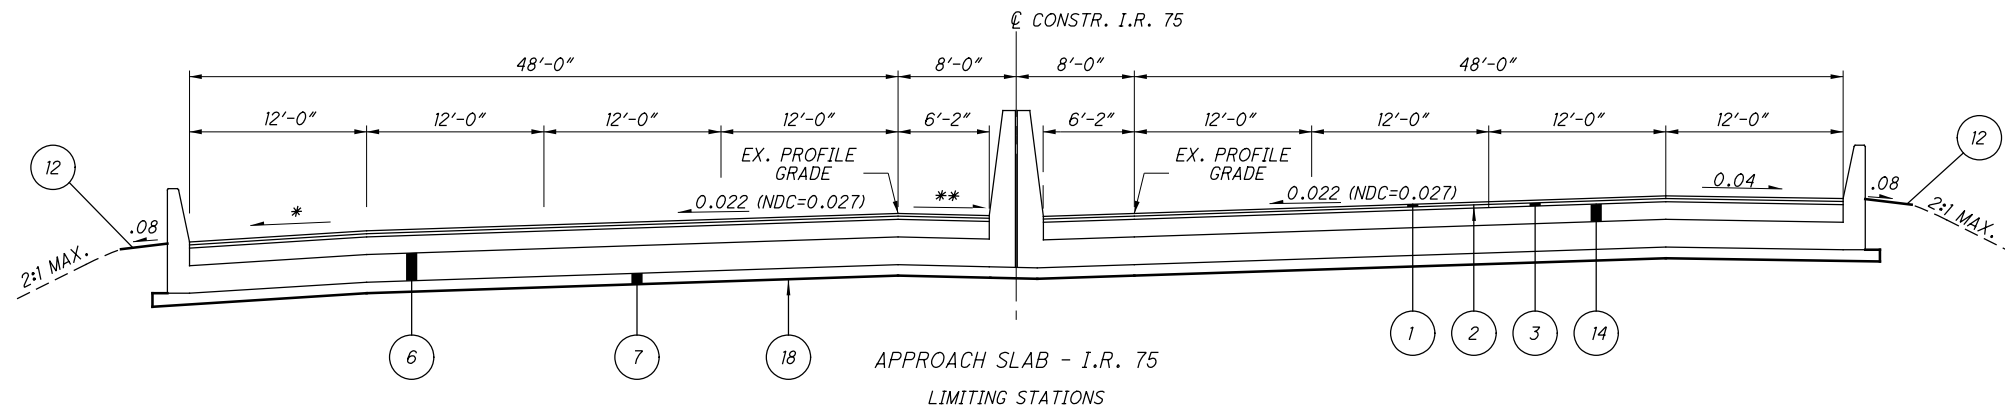 ℄ CONSTR. I.R. 75
48'-0" 8'-0" 8'-0" 48'-0"
12'-0" 12'-0" 12'-0" 12'-0" 6'-2" 6'-2" 12'-0" 12'-0" 12'-0" 12'-0"
12 12
EX. PROFILE
GRADE
EX. PROFILE
GRADE
* 0.022 (NDC=0.027) ** 0.022 (NDC=0.027) 0.04
.08 .08
2:1 MAX. 2:1 MAX.
1 2 3 14
6 7 18
APPROACH SLAB - I.R. 75
LIMITING STATIONS